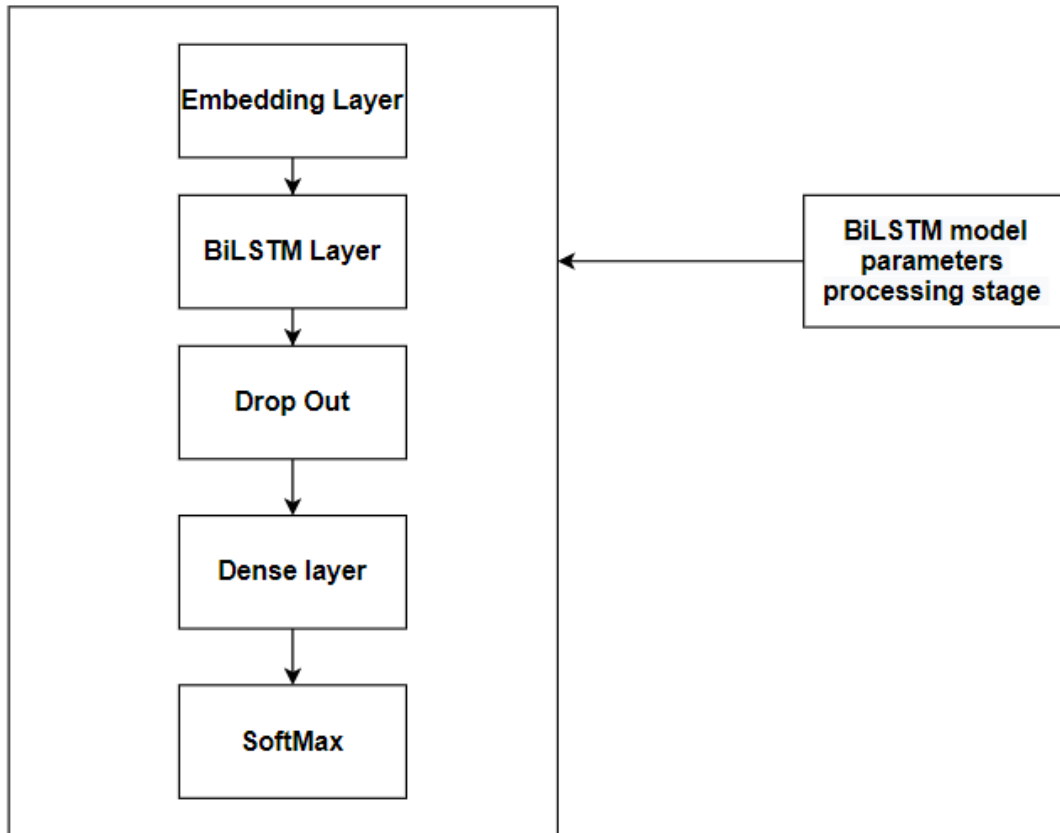 Embedding Layer
BiLSTM Layer
Drop Out
Dense layer
SoftMax
BiLSTM model
parameters
processing stage